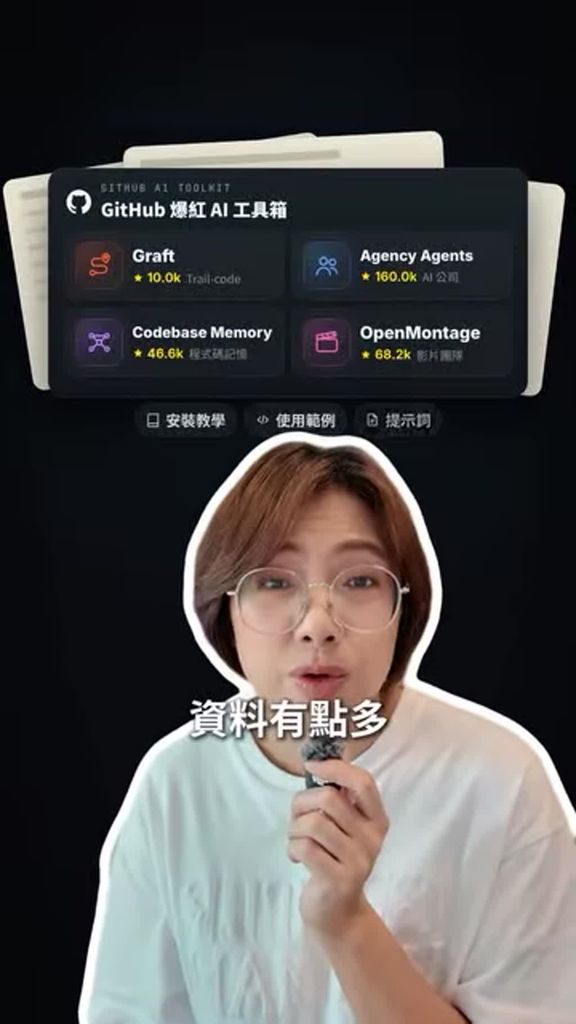 GITHUB AI TOOLKIT
GitHub 爆紅 AI 工具箱
Graft
★ 10.0k Trail-code
Agency Agents
★ 160.0k AI 公司
Codebase Memory
★ 46.6k 程式碼記憶
OpenMontage
★ 68.2k 影片團隊
安裝教學
使用範例
提示詞
資料有點多